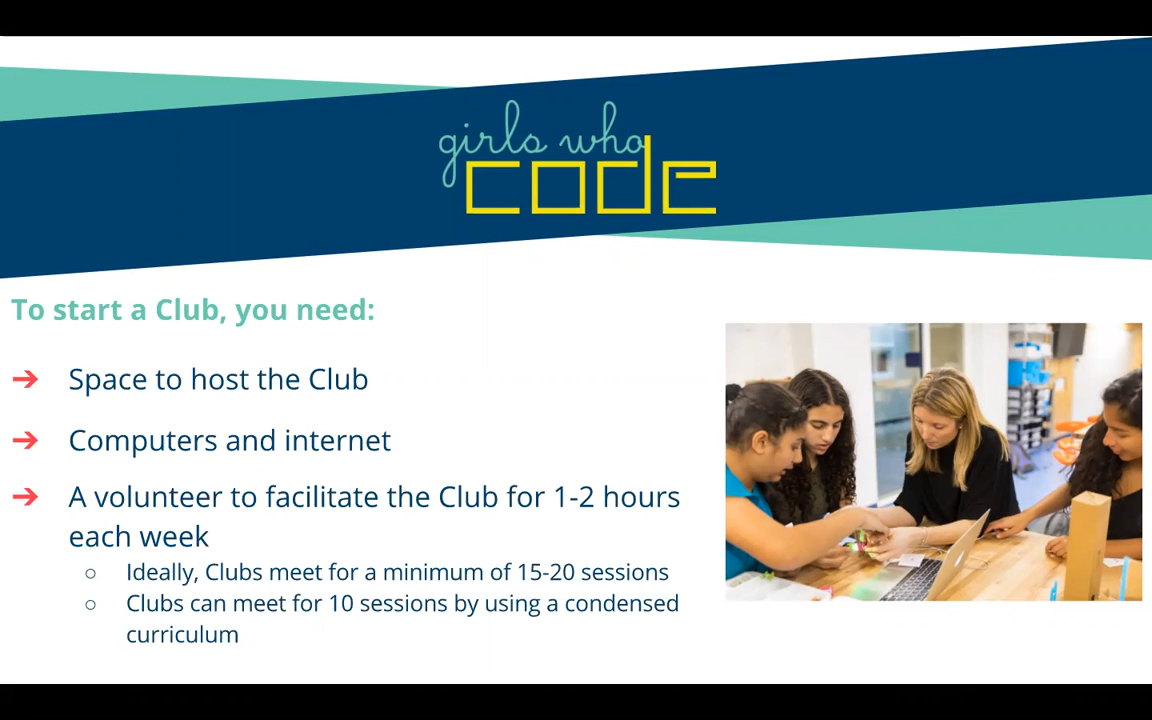 girls who
code
To start a Club, you need:
➔ Space to host the Club
➔ Computers and internet
➔ A volunteer to facilitate the Club for 1-2 hours
each week
○ Ideally, Clubs meet for a minimum of 15-20 sessions
○ Clubs can meet for 10 sessions by using a condensed
curriculum